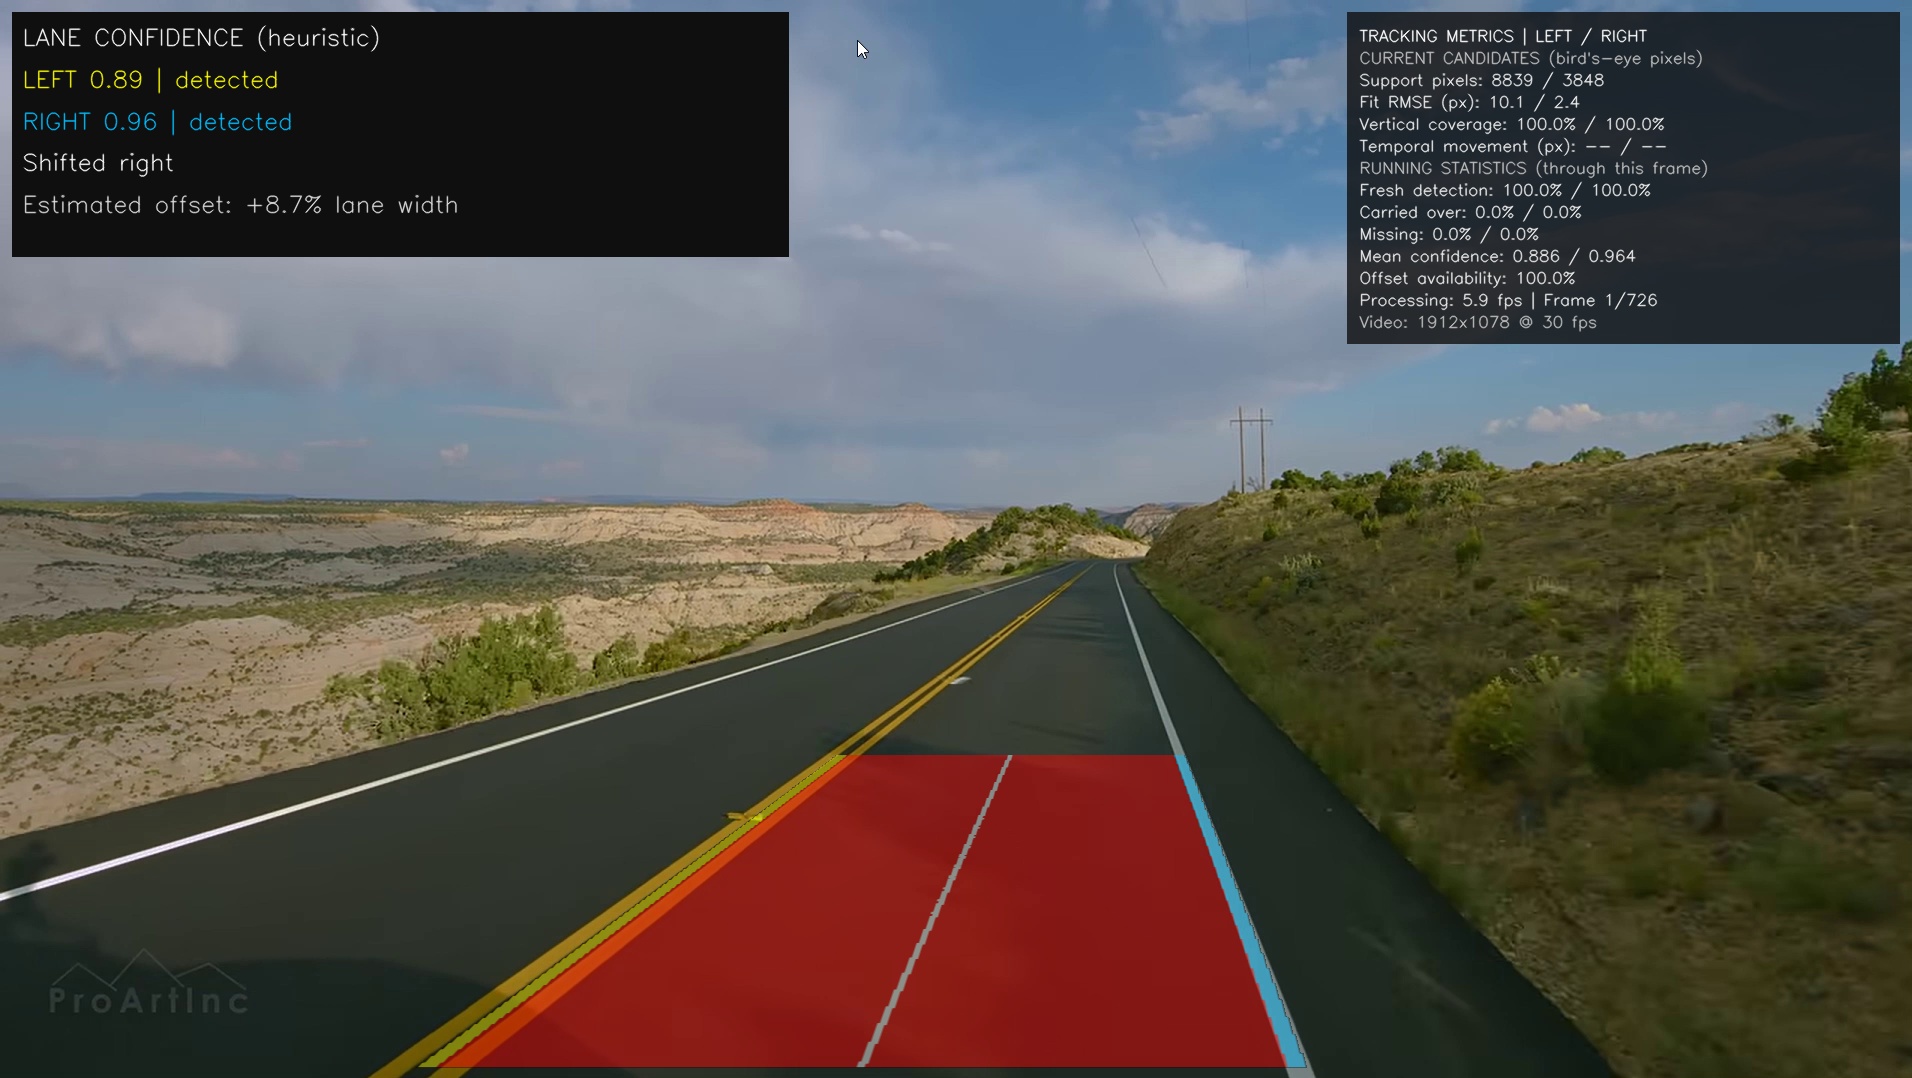 LANE CONFIDENCE (heuristic)
LEFT 0.89 | detected
RIGHT 0.96 | detected
Shifted right
Estimated offset: +8.7% lane width
TRACKING METRICS | LEFT / RIGHT
CURRENT CANDIDATES (bird's-eye pixels)
Support pixels: 8839 / 3848
Fit RMSE (px): 10.1 / 2.4
Vertical coverage: 100.0% / 100.0%
Temporal movement (px): -- / --
RUNNING STATISTICS (through this frame)
Fresh detection: 100.0% / 100.0%
Carried over: 0.0% / 0.0%
Missing: 0.0% / 0.0%
Mean confidence: 0.886 / 0.964
Offset availability: 100.0%
Processing: 5.9 fps | Frame 1/726
Video: 1912x1078 @ 30 fps
ProArtInc